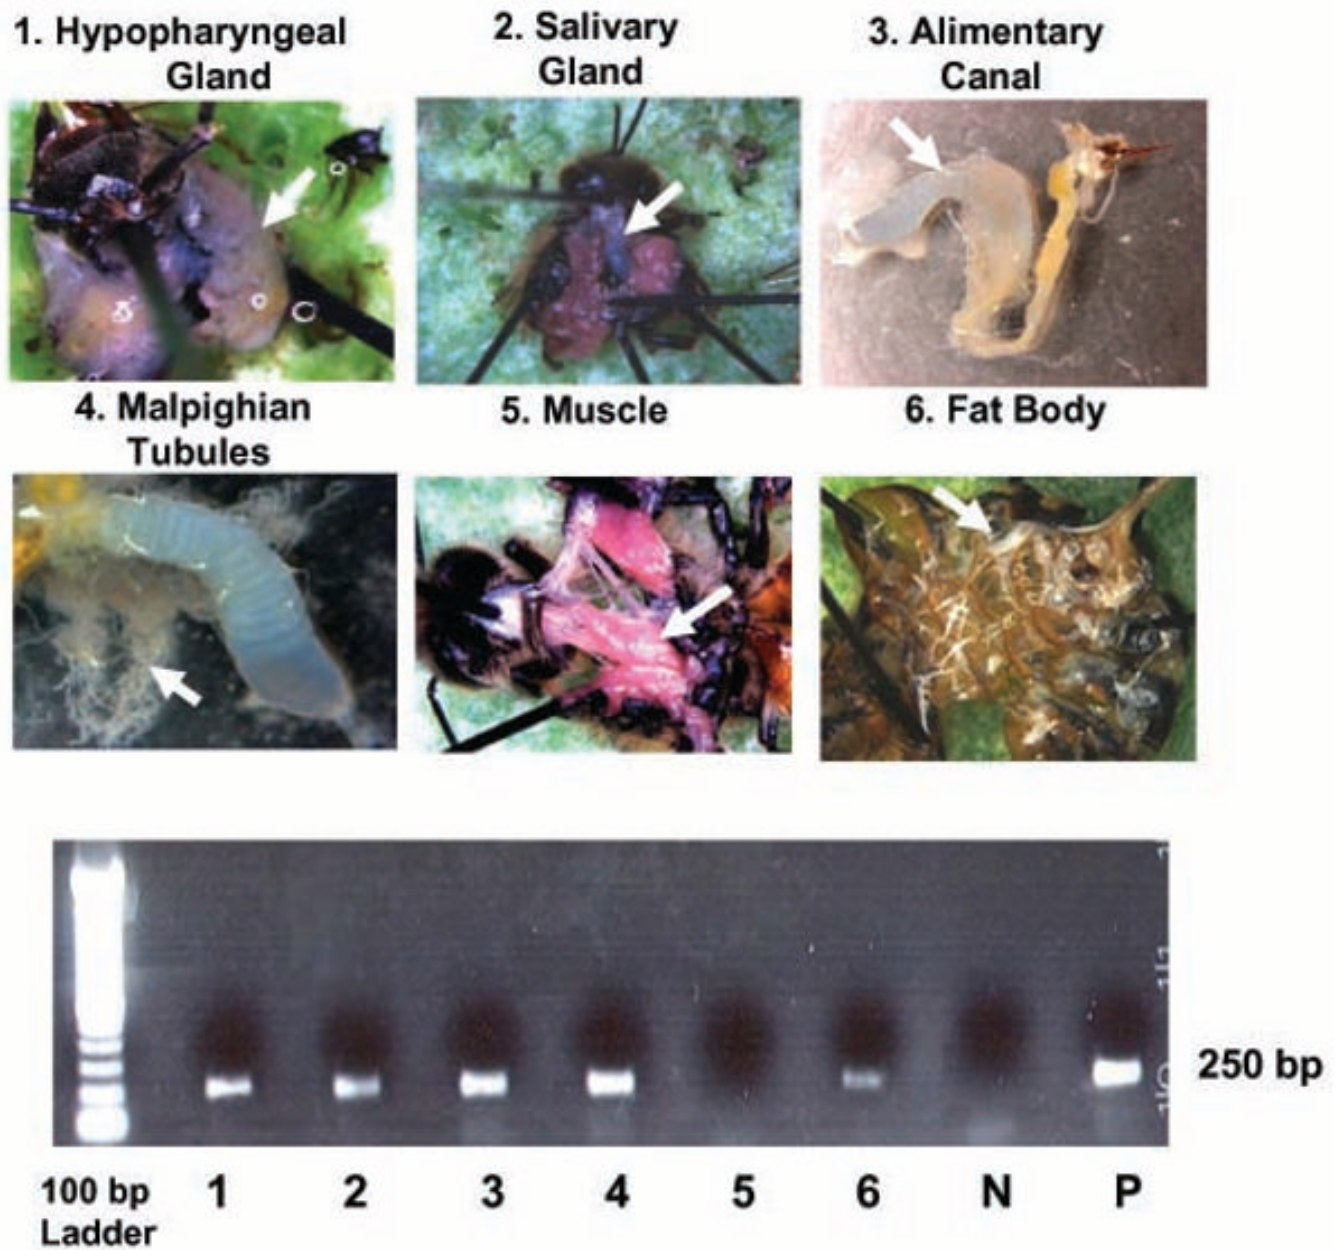 1. Hypopharyngeal
Gland
2. Salivary
Gland
3. Alimentary
Canal
4. Malpighian
Tubules
5. Muscle
6. Fat Body
250 bp
100 bp
Ladder
1 2 3 4 5 6 N P